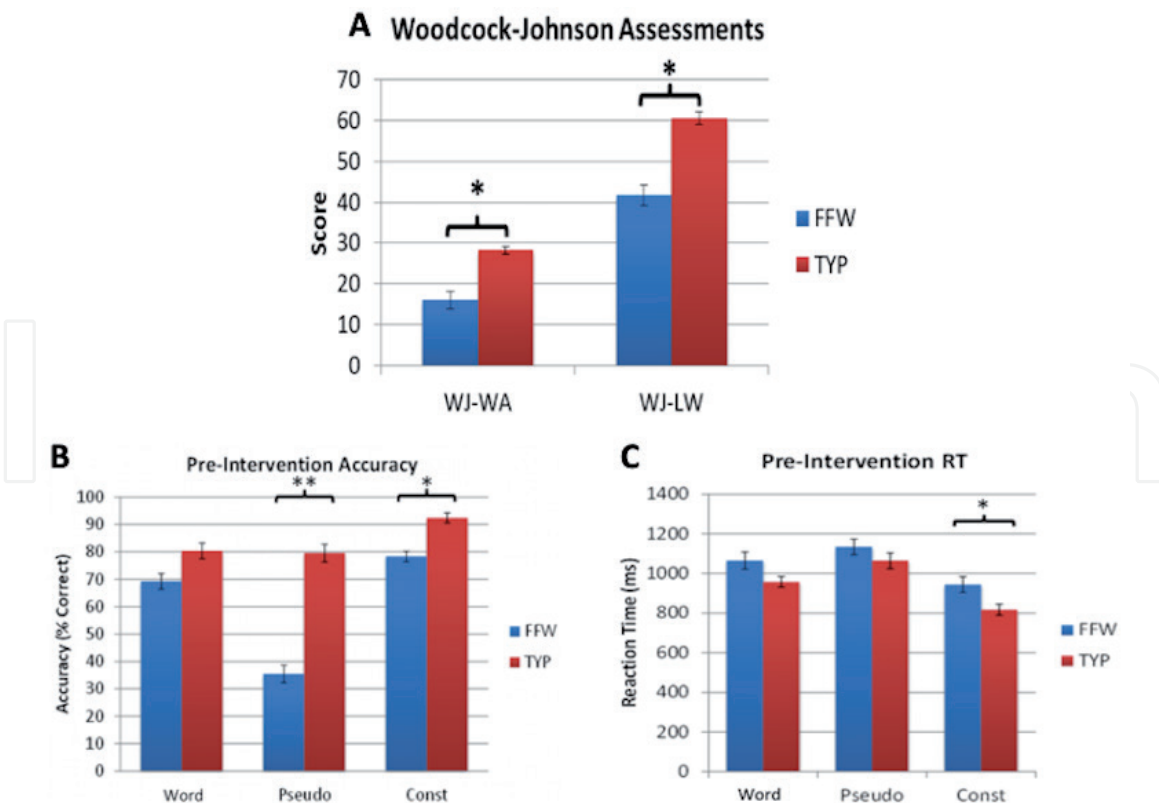 A Woodcock-Johnson Assessments
*
*
70
60
50
40
30
20
10
0
Score
WJ-WA WJ-LW
FFW
TYP
B
Pre-Intervention Accuracy
** *
100
90
80
70
60
50
40
30
20
10
0
Accuracy (% Correct)
Word Pseudo Const
FFW
TYP
C
Pre-Intervention RT
*
1400
1200
1000
800
600
400
200
0
Reaction Time (ms)
Word Pseudo Const
FFW
TYP